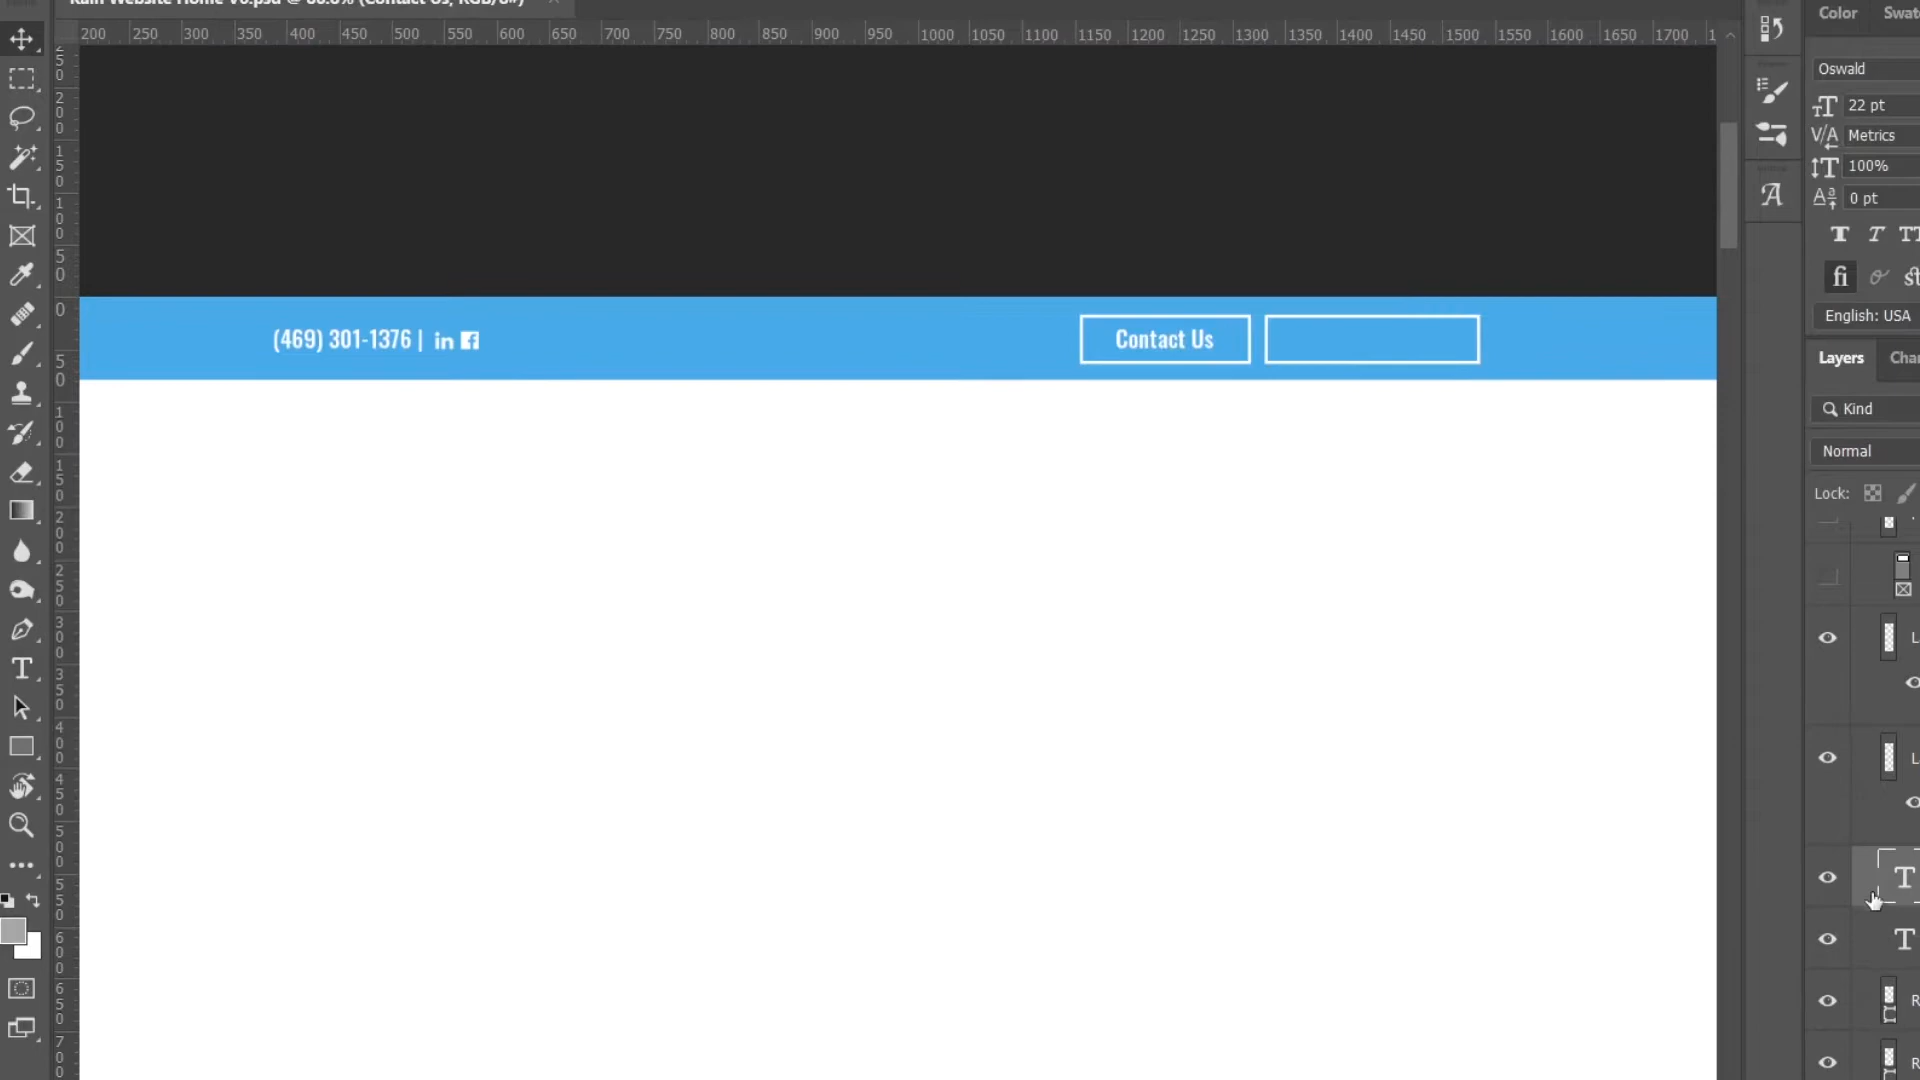 200 250 300 350 400 450 500 550 600 650 700 750 800 850 900 950 1000 1050 1100 1150 1200 1250 1300 1350 1400 1450 1500 1550 1600 1650 1700
Color
Oswald
22 pt
Metrics
100%
0 pt
English: USA
Layers
Kind
Normal
Lock:
(469) 301-1376 | in f
Contact Us